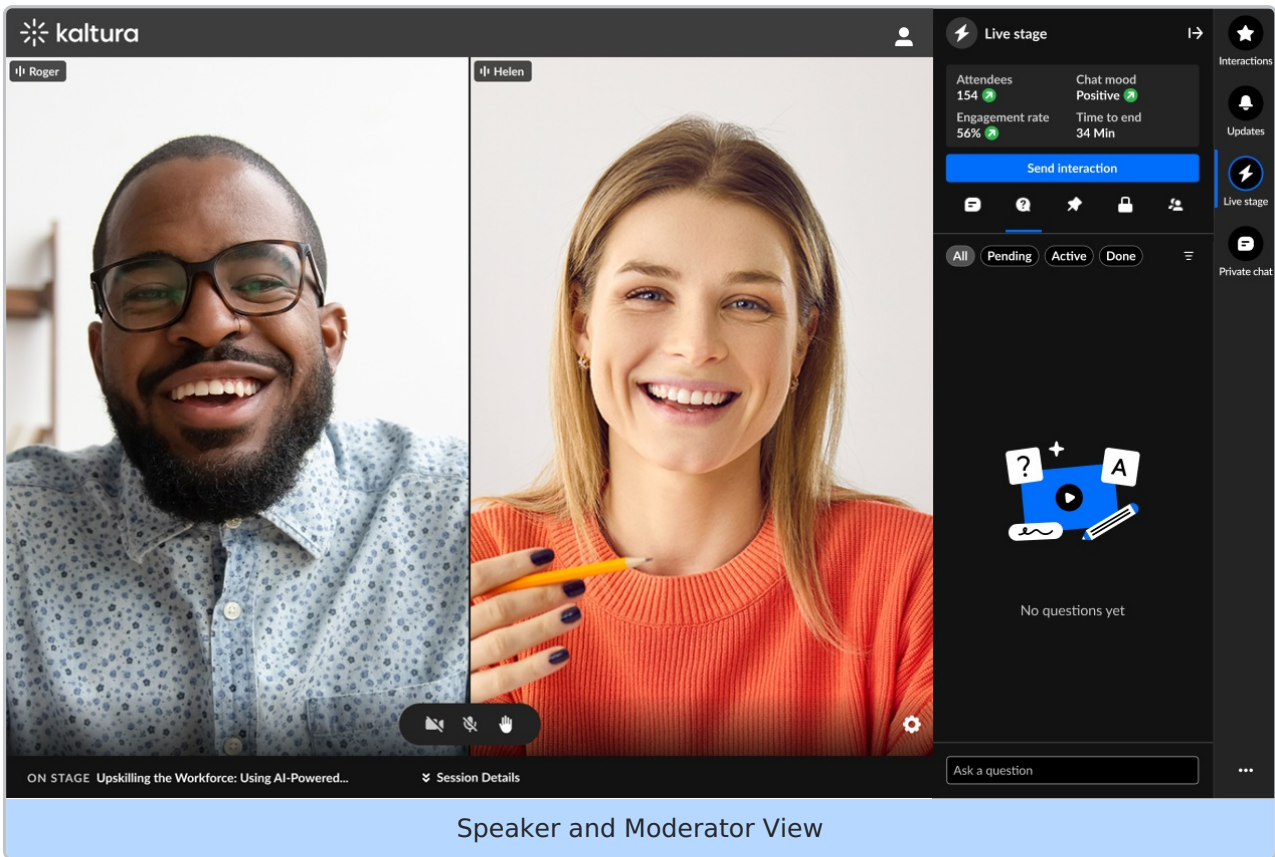 kaltura
Roger
Helen
Live stage
Attendees
154
Chat mood
Positive
Engagement rate
56%
Time to end
34 Min
Send interaction
All Pending Active Done
? A
No questions yet
Ask a question
Interactions
Updates
Live stage
Private chat
ON STAGE Upskilling the Workforce: Using AI-Powered... Session Details
Speaker and Moderator View